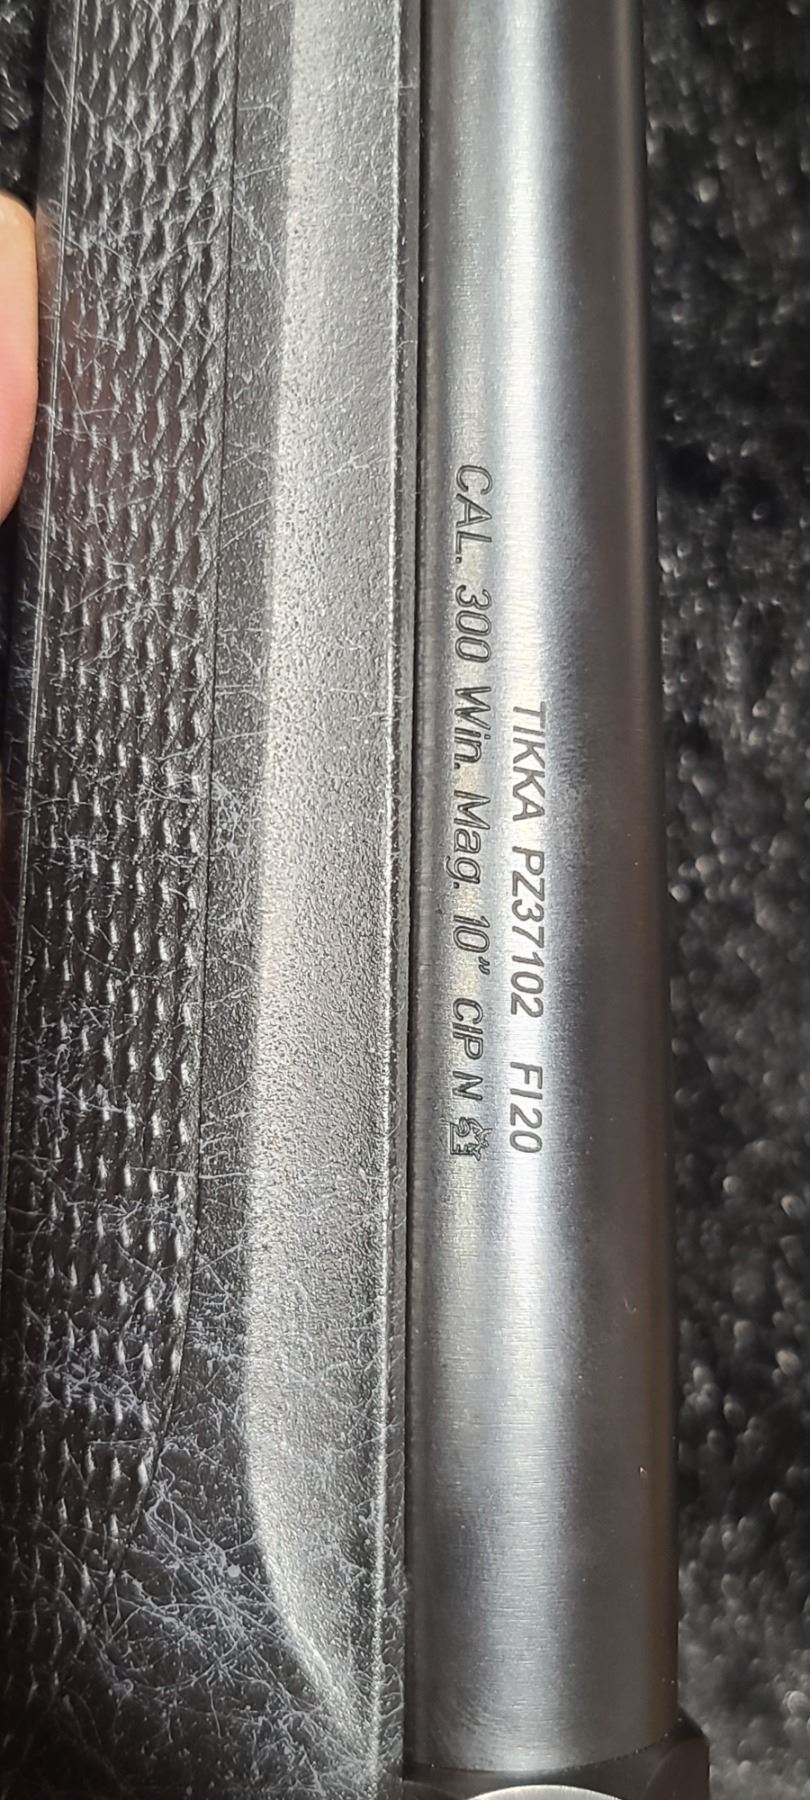 TIKKA PZ37102 FI20
CAL. 300 Win. Mag. 10" CIP N